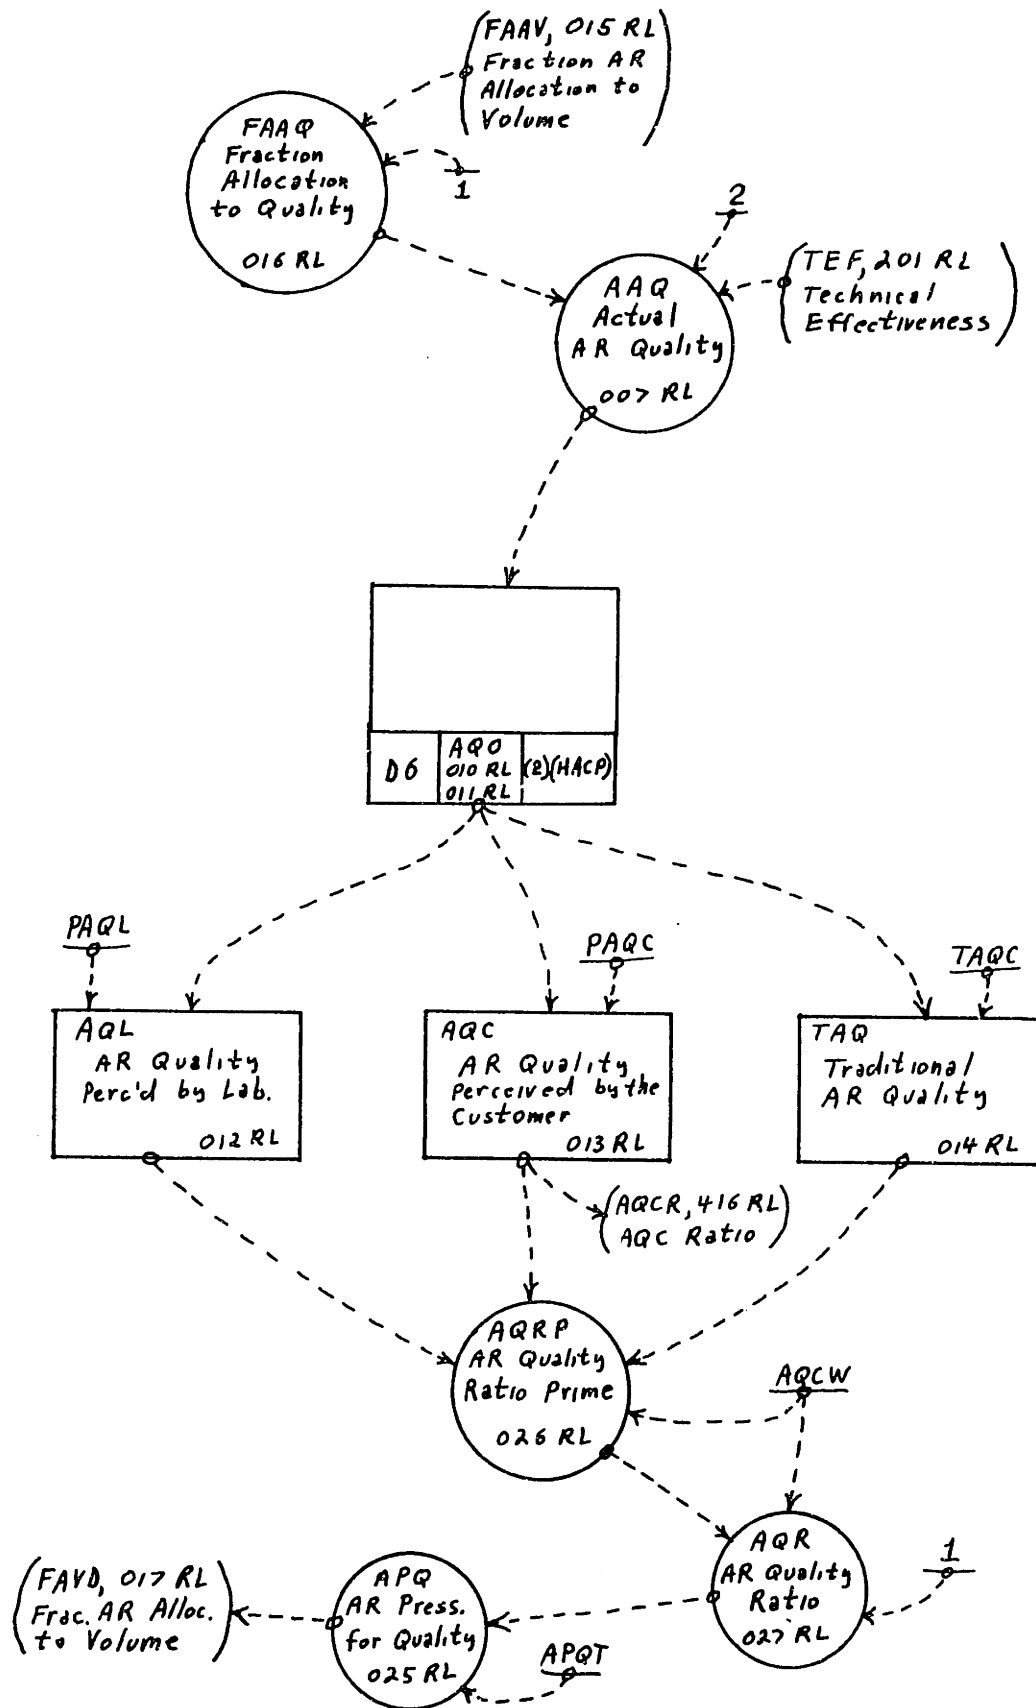 (FAAV, 015 RL
Fraction AR
Allocation to
Volume)
FAAQ
Fraction
Allocation
to Quality
016 RL
1
2
(TEF, 201 RL
Technical
Effectiveness)
AAQ
Actual
AR Quality
007 RL
D6
AQO
010 RL
011 RL
(2)(HACP)
PAQL
PAQC
TAQC
AQL
AR Quality
Perc'd by Lab.
012 RL
AQC
AR Quality
Perceived by the
Customer
013 RL
TAQ
Traditional
AR Quality
014 RL
(AQCR, 416 RL
AQC Ratio)
AQRP
AR Quality
Ratio Prime
026 RL
AQCW
AQR
AR Quality
Ratio
027 RL
1
(FAVD, 017 RL
Frac. AR Alloc.
to Volume)
APQ
AR Press.
for Quality
025 RL
APQT